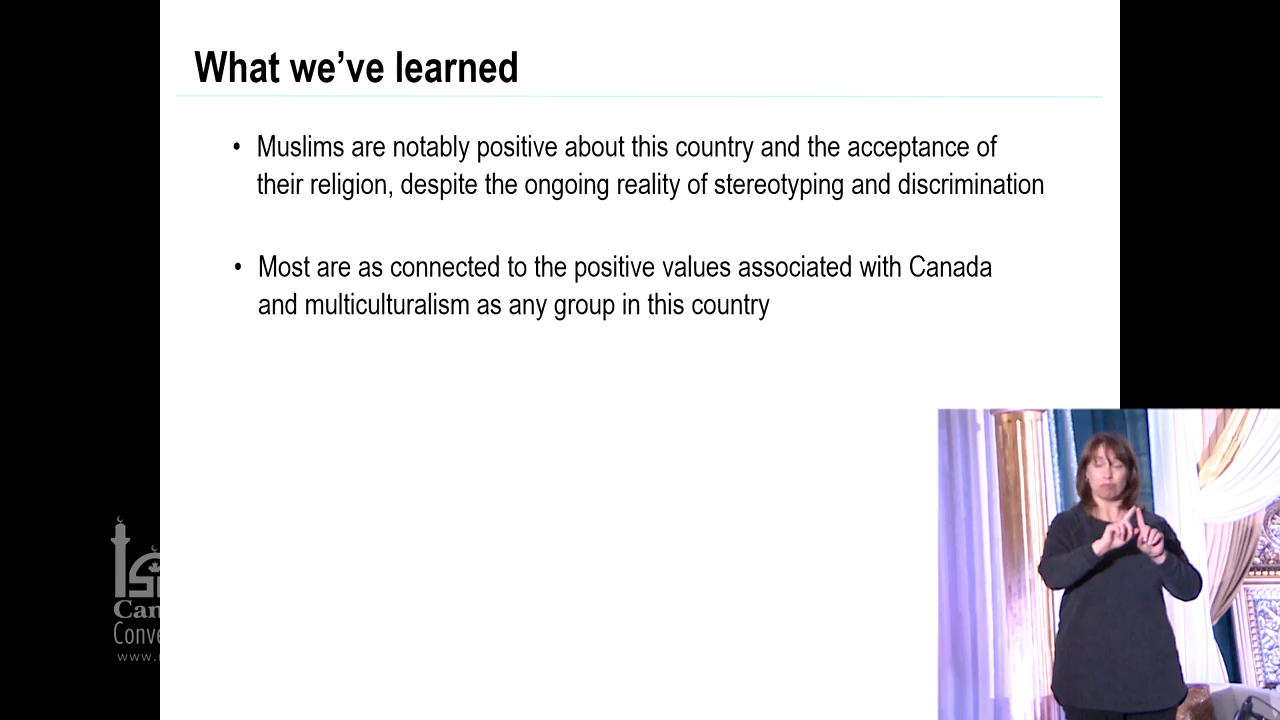 What we’ve learned
• Muslims are notably positive about this country and the acceptance of
their religion, despite the ongoing reality of stereotyping and discrimination
• Most are as connected to the positive values associated with Canada
and multiculturalism as any group in this country